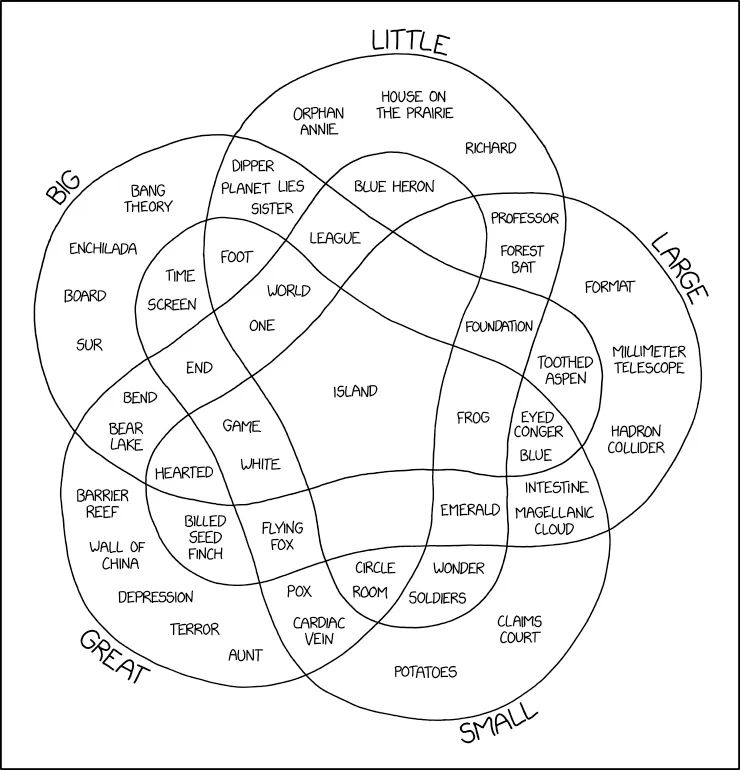 LITTLE
HOUSE ON
THE PRAIRIE
ORPHAN
ANNIE
RICHARD
BIG
DIPPER
PLANET LIES
SISTER
BLUE HERON
BANG
THEORY
PROFESSOR
LARGE
LEAGUE
FOREST
BAT
ENCHILADA
FOOT
TIME
SCREEN
FORMAT
BOARD
WORLD
ONE
FOUNDATION
SUR
MILLIMETER
TELESCOPE
END
TOOTHED
ASPEN
ISLAND
BEND
BEAR
LAKE
GAME
FROG
EYED
CONGER
BLUE
HADRON
COLLIDER
HEARTED
WHITE
BARRIER
REEF
INTESTINE
BILLED
SEED
FINCH
FLYING
FOX
EMERALD
MAGELLANIC
CLOUD
WALL OF
CHINA
CIRCLE
ROOM
WONDER
SOLDIERS
DEPRESSION
POX
CARDIAC
VEIN
CLAIMS
COURT
TERROR
AUNT
GREAT
POTATOES
SMALL